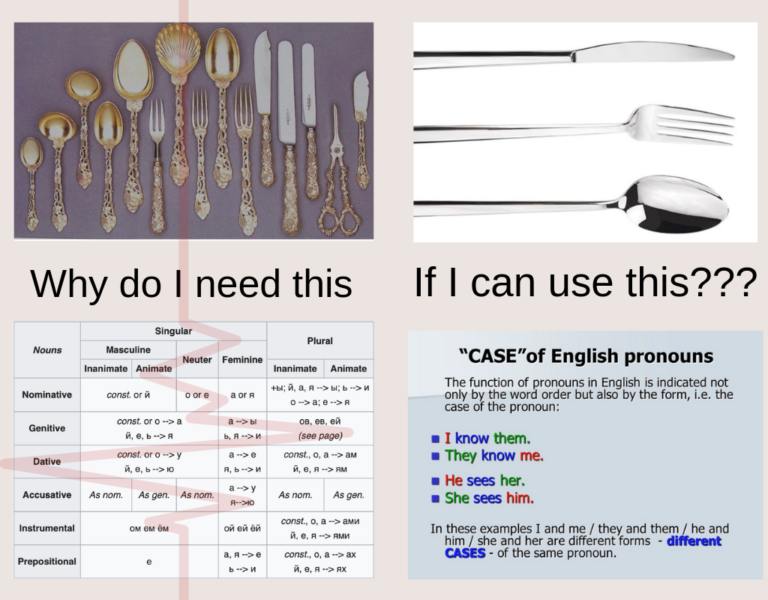 Why do I need this
If I can use this???
Nouns
Singular
Plural
Masculine
Neuter
Feminine
Inanimate
Animate
Inanimate
Animate
Nominative
const. or й
o or e
а or я
+ы; й, а, я --> ы; ь --> и
о --> а; е --> я
Genitive
const. or o --> а
й, е, ь --> я
а --> ы
ь, я --> и
ов, ев, ей
(see page)
Dative
const. or o --> у
й, е, ь --> ю
а --> е
я, ь --> и
const., о, а --> ам
й, е, я --> ям
Accusative
As nom.
As gen.
As nom.
а --> у
я-->ю
As nom.
As gen.
Instrumental
ом ем ём
ой ей ёй
const., о, а --> ами
й, е, я --> ями
Prepositional
е
а, я --> е
ь --> и
const., о, а --> ах
й, е, я --> ях
“CASE”of English pronouns
The function of pronouns in English is indicated not
only by the word order but also by the form, i.e. the
case of the pronoun:
I know them.
They know me.
He sees her.
She sees him.
In these examples I and me / they and them / he and
him / she and her are different forms - different
CASES - of the same pronoun.